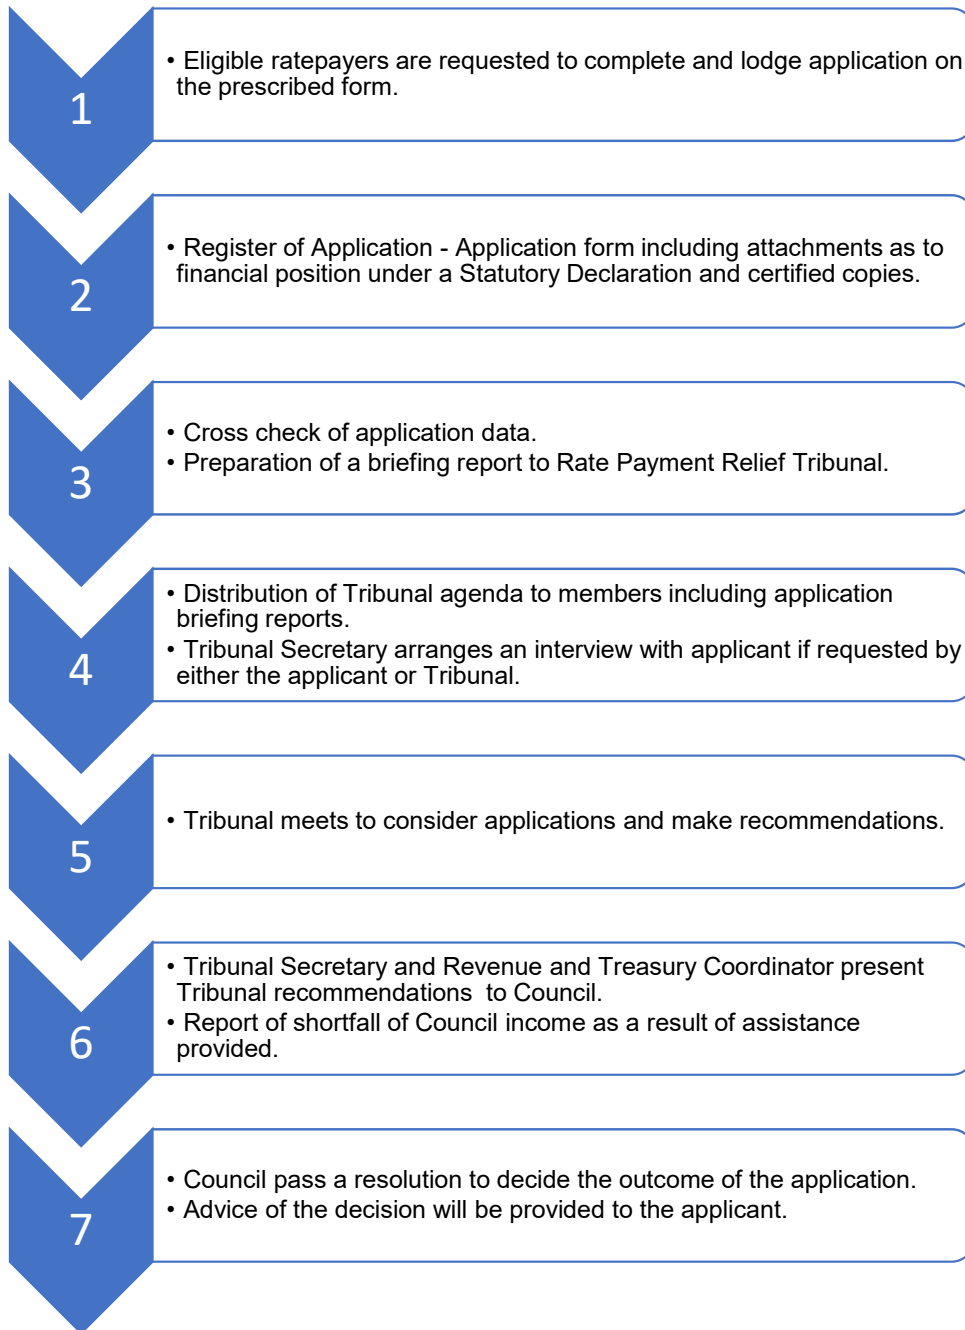 1
• Eligible ratepayers are requested to complete and lodge application on
the prescribed form.
2
• Register of Application - Application form including attachments as to
financial position under a Statutory Declaration and certified copies.
3
• Cross check of application data.
• Preparation of a briefing report to Rate Payment Relief Tribunal.
4
• Distribution of Tribunal agenda to members including application
briefing reports.
• Tribunal Secretary arranges an interview with applicant if requested by
either the applicant or Tribunal.
5
• Tribunal meets to consider applications and make recommendations.
6
• Tribunal Secretary and Revenue and Treasury Coordinator present
Tribunal recommendations  to Council.
• Report of shortfall of Council income as a result of assistance
provided.
7
• Council pass a resolution to decide the outcome of the application.
• Advice of the decision will be provided to the applicant.